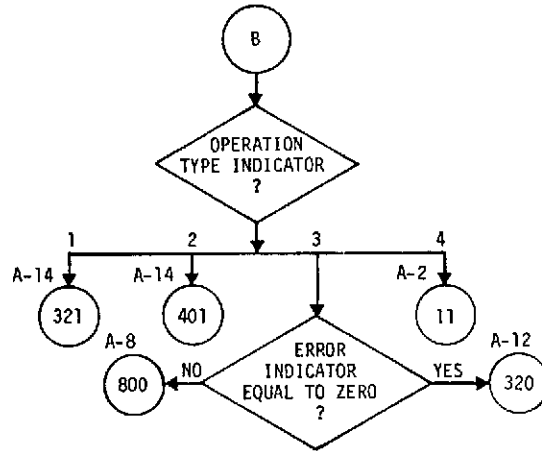 B
OPERATION
TYPE INDICATOR
?
1 2 3 4
A-14 A-14 A-2
321 401 11
A-8 ERROR A-12
NO INDICATOR YES
800 EQUAL TO ZERO 320
?